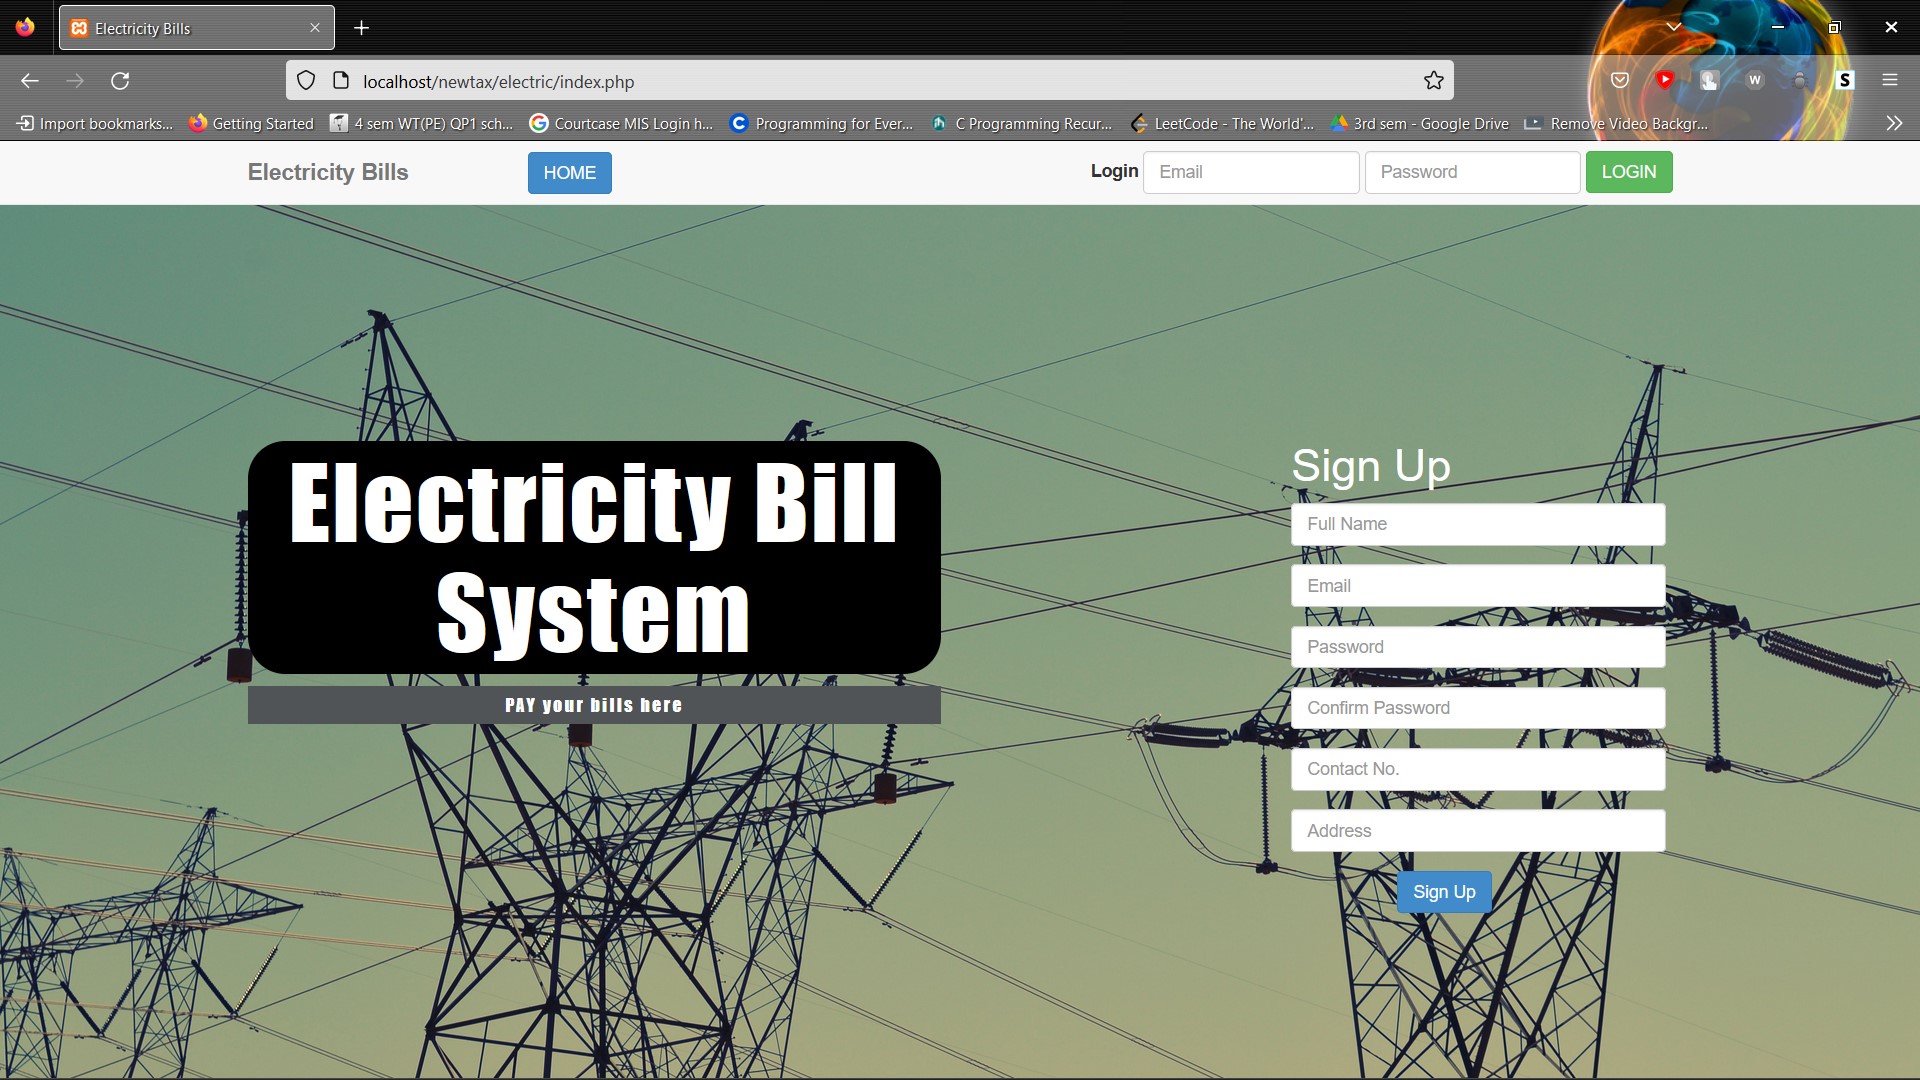 Electricity Bills
localhost/newtax/electric/index.php
Import bookmarks...
Getting Started
4 sem WT(PE) QP1 sch...
Courtcase MIS Login h...
Programming for Ever...
C Programming Recur...
LeetCode - The World'...
3rd sem - Google Drive
Remove Video Backgr...
Electricity Bills
HOME
Login
Email
Password
LOGIN
Electricity Bill
System
PAY your bills here
Sign Up
Full Name
Email
Password
Confirm Password
Contact No.
Address
Sign Up